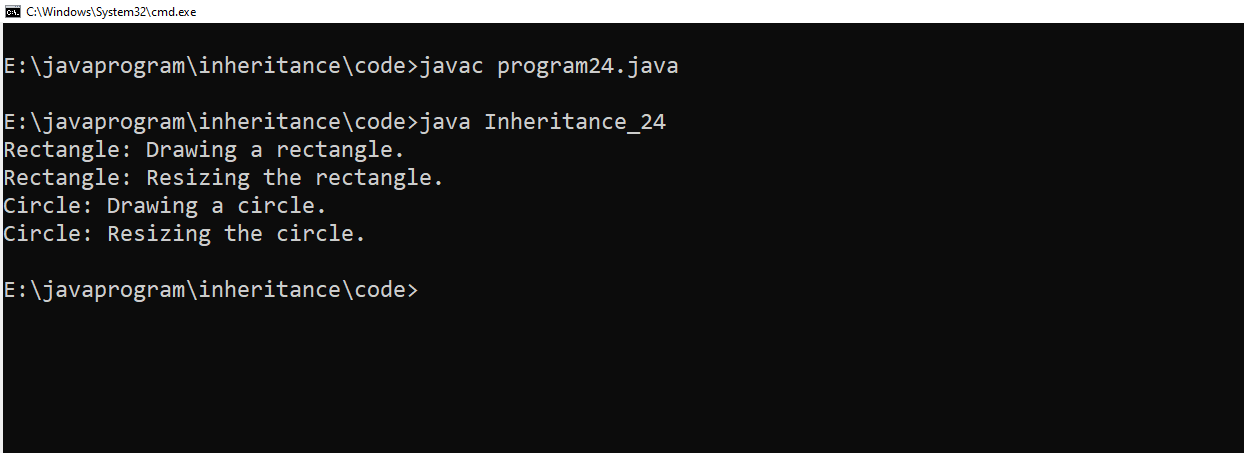 C:\Windows\System32\cmd.exe
E:\javaprogram\inheritance\code>javac program24.java
E:\javaprogram\inheritance\code>java Inheritance_24
Rectangle: Drawing a rectangle.
Rectangle: Resizing the rectangle.
Circle: Drawing a circle.
Circle: Resizing the circle.
E:\javaprogram\inheritance\code>